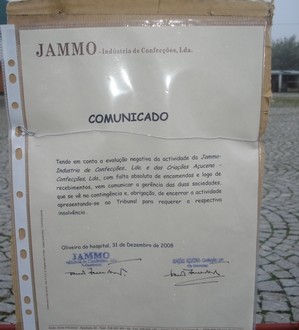 JAMMO - Indústria de Confecções, Lda.
COMUNICADO
Tendo em conta a evolução negativa da actividade da Jammo-
Industria de Confecções, Lda e das Criações Açucena -
Confecções, Lda, com falta absoluta de encomendas e logo de
recebimentos, vem comunicar a gerência das duas sociedades,
que se vê na contingência e, obrigação, de encerrar a actividade
apresentando-se ao Tribunal para requerer a respectiva
insolvência.
Oliveira do hospital, 31 de Dezembro de 2008